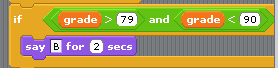 if grade > 79 and grade < 90
say B for 2 secs